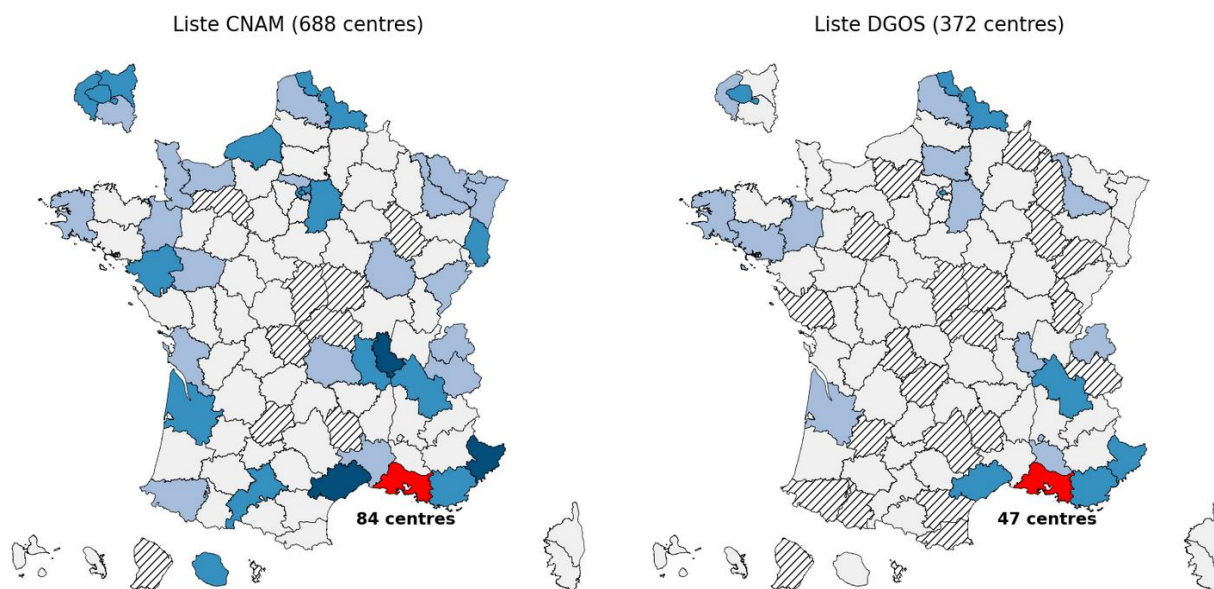 Liste CNAM (688 centres)
Liste DGOS (372 centres)
84 centres
47 centres